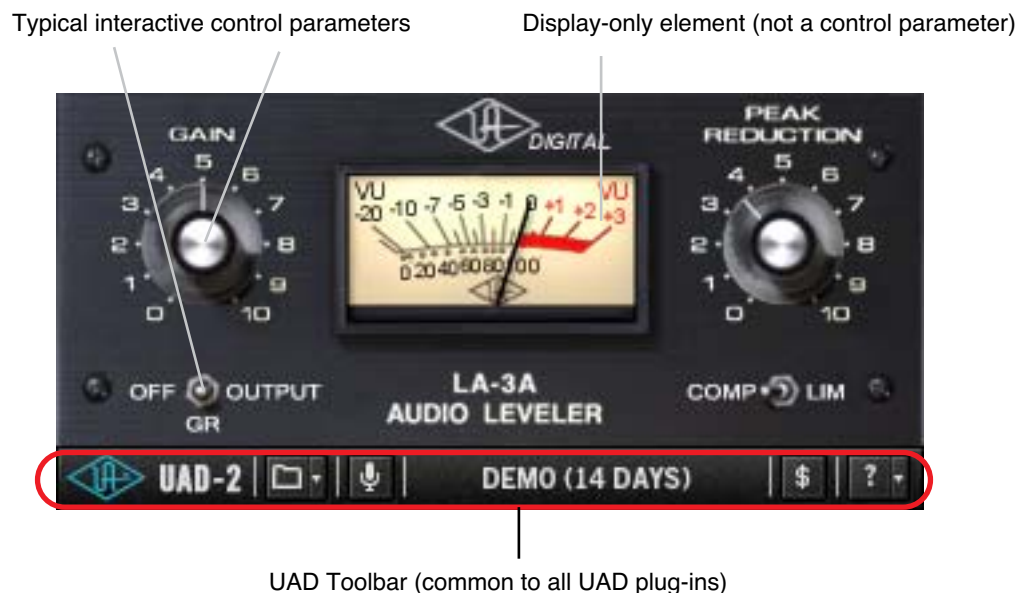 Typical interactive control parameters
Display-only element (not a control parameter)
GAIN
0 1 2 3 4 5 6 7 8 9 10
DIGITAL
VU VU
-20 -10 -7 -5 -3 -1 0 +1 +2 +3
0 20 40 60 80 100
PEAK
REDUCTION
0 1 2 3 4 5 6 7 8 9 10
OFF OUTPUT
GR
LA-3A
AUDIO LEVELER
COMP LIM
UAD-2 DEMO (14 DAYS) $ ?
UAD Toolbar (common to all UAD plug-ins)